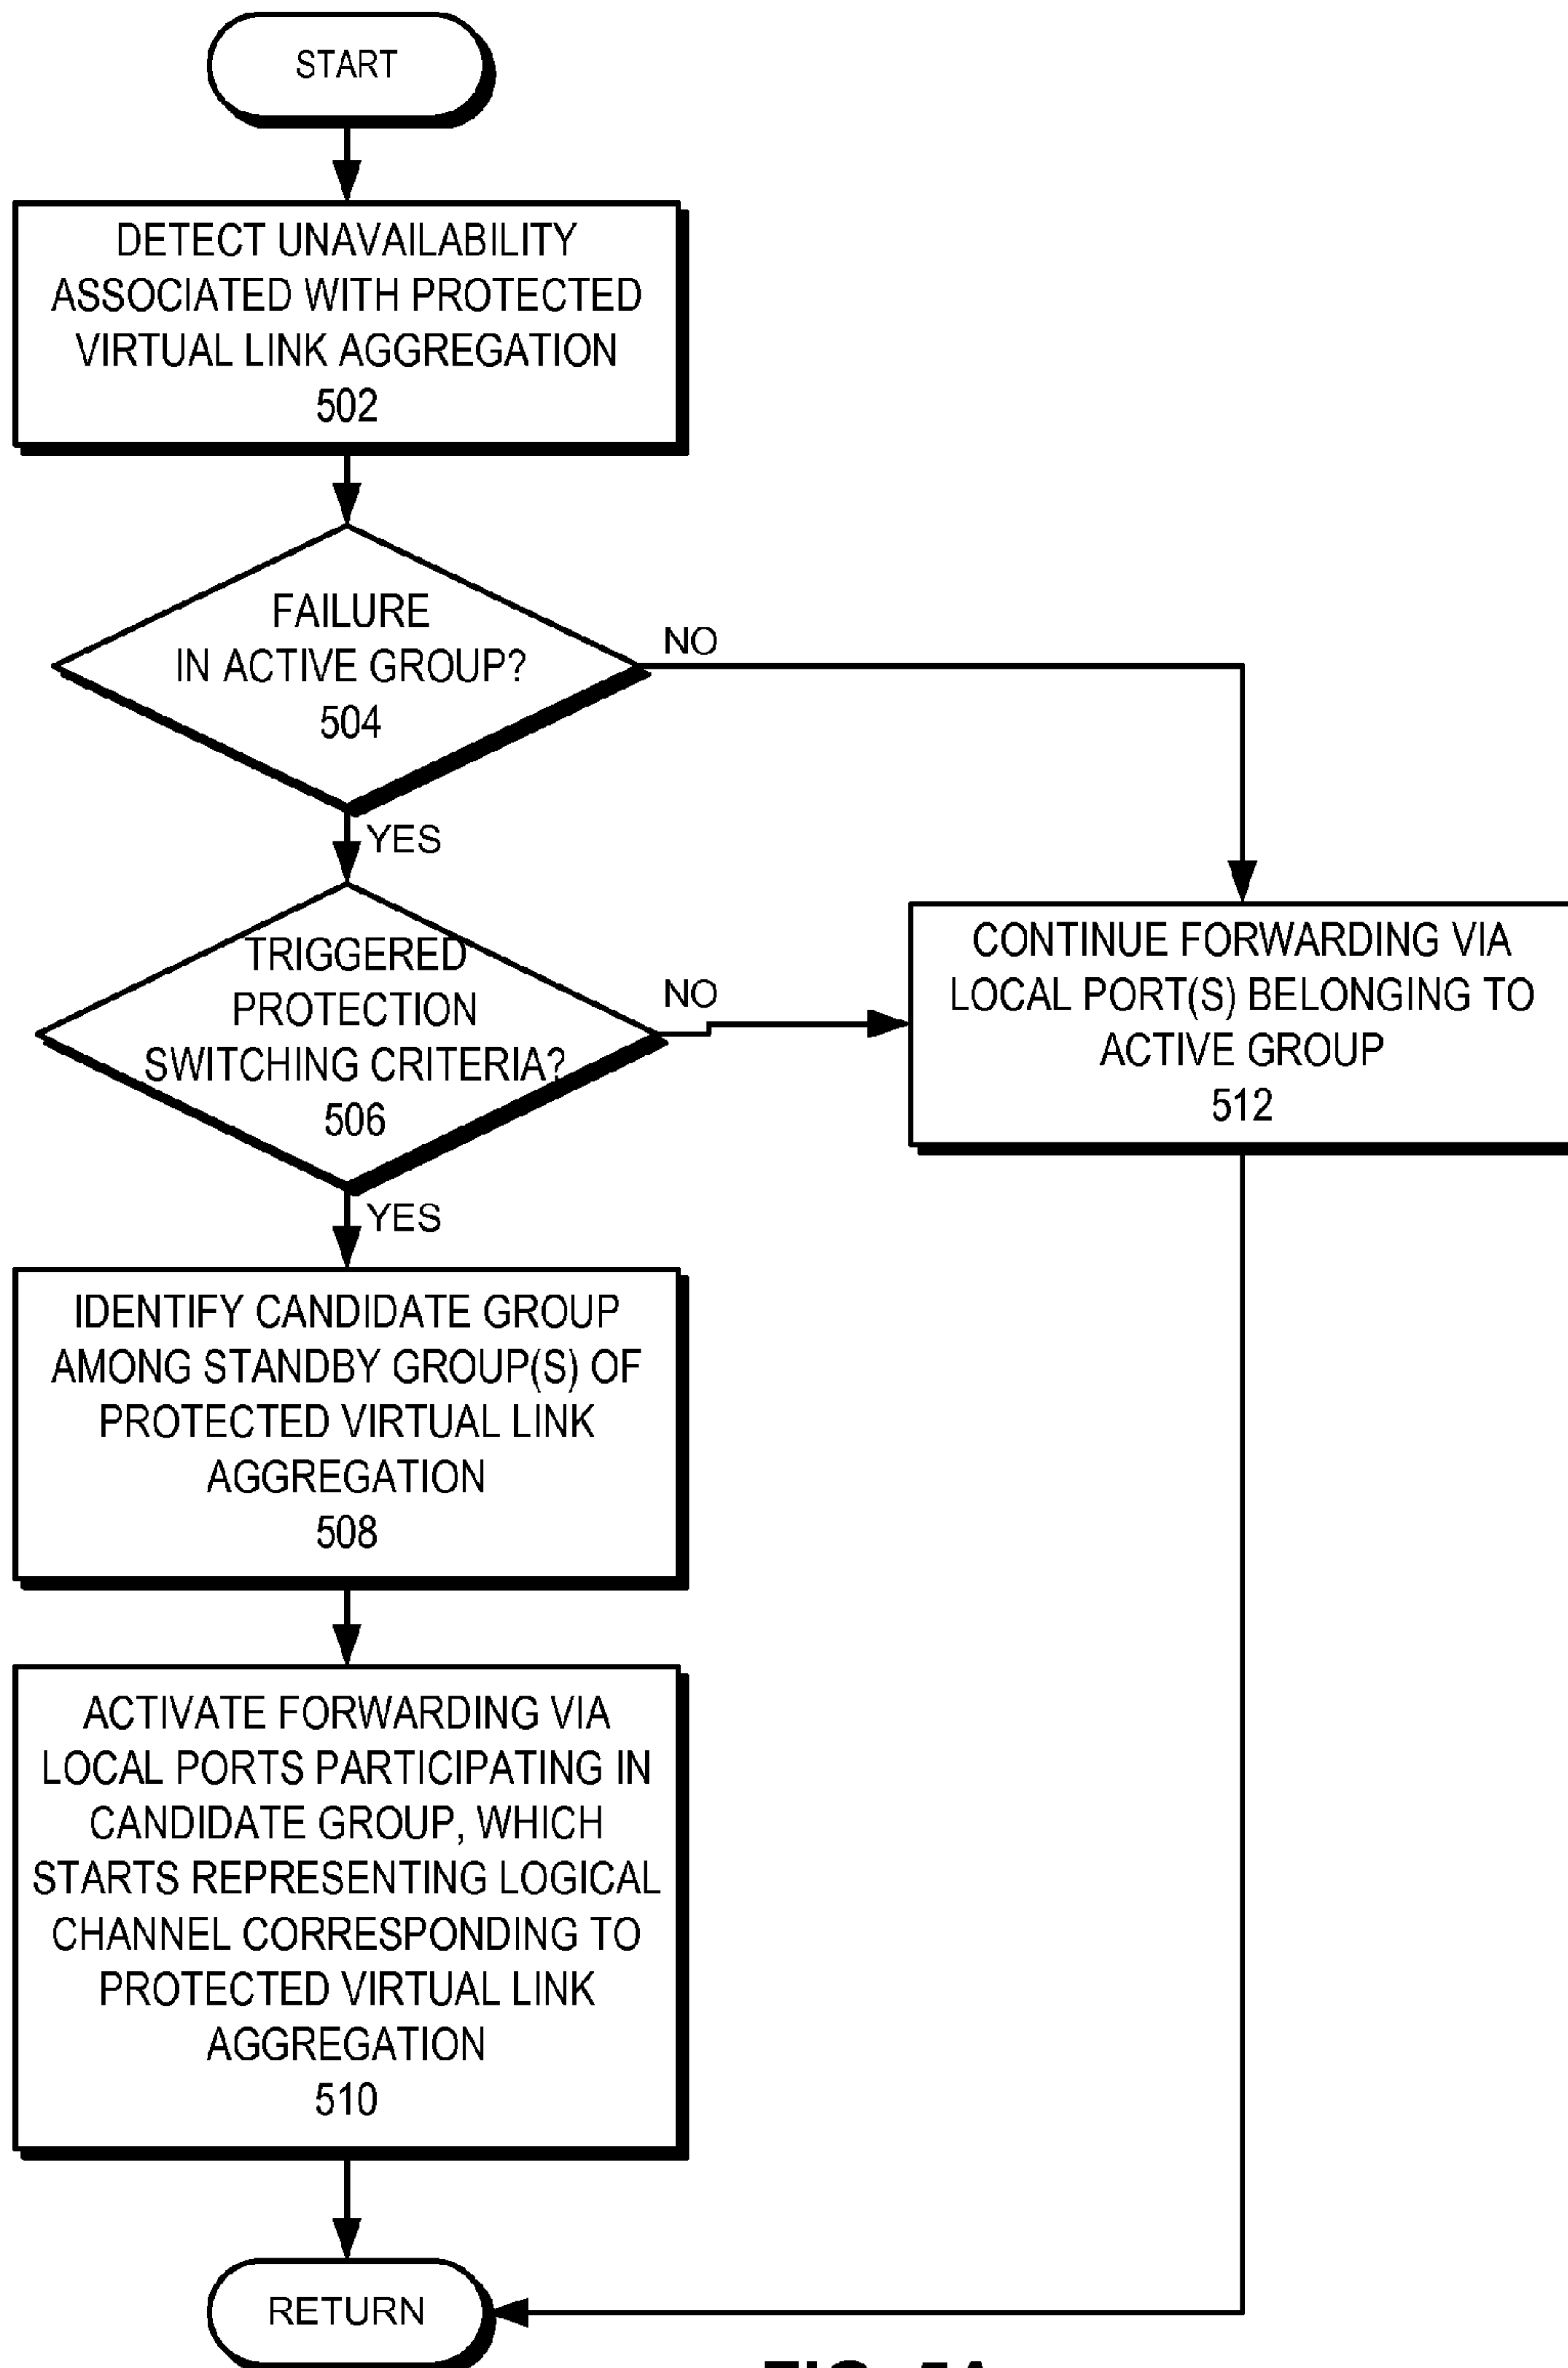 START
DETECT UNAVAILABILITY
ASSOCIATED WITH PROTECTED
VIRTUAL LINK AGGREGATION
502
FAILURE
IN ACTIVE GROUP?
504
NO
YES
TRIGGERED
PROTECTION
SWITCHING CRITERIA?
506
NO
YES
CONTINUE FORWARDING VIA
LOCAL PORT(S) BELONGING TO
ACTIVE GROUP
512
IDENTIFY CANDIDATE GROUP
AMONG STANDBY GROUP(S) OF
PROTECTED VIRTUAL LINK
AGGREGATION
508
ACTIVATE FORWARDING VIA
LOCAL PORTS PARTICIPATING IN
CANDIDATE GROUP, WHICH
STARTS REPRESENTING LOGICAL
CHANNEL CORRESPONDING TO
PROTECTED VIRTUAL LINK
AGGREGATION
510
RETURN